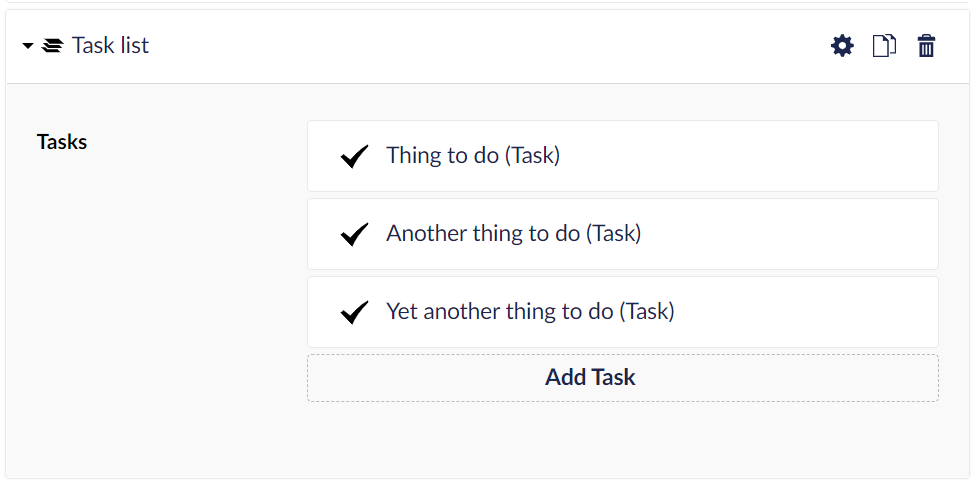 Task list
Tasks
Thing to do (Task)
Another thing to do (Task)
Yet another thing to do (Task)
Add Task